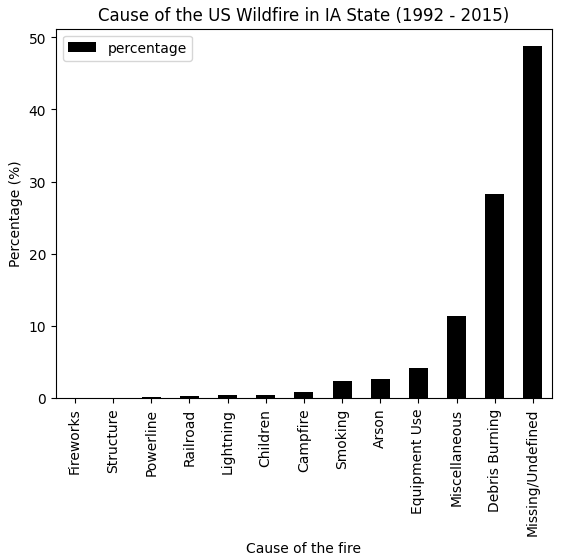 Cause of the US Wildfire in IA State (1992 - 2015)
percentage
Percentage (%)
50
40
30
20
10
0
Fireworks
Structure
Powerline
Railroad
Lightning
Children
Campfire
Smoking
Arson
Equipment Use
Miscellaneous
Debris Burning
Missing/Undefined
Cause of the fire